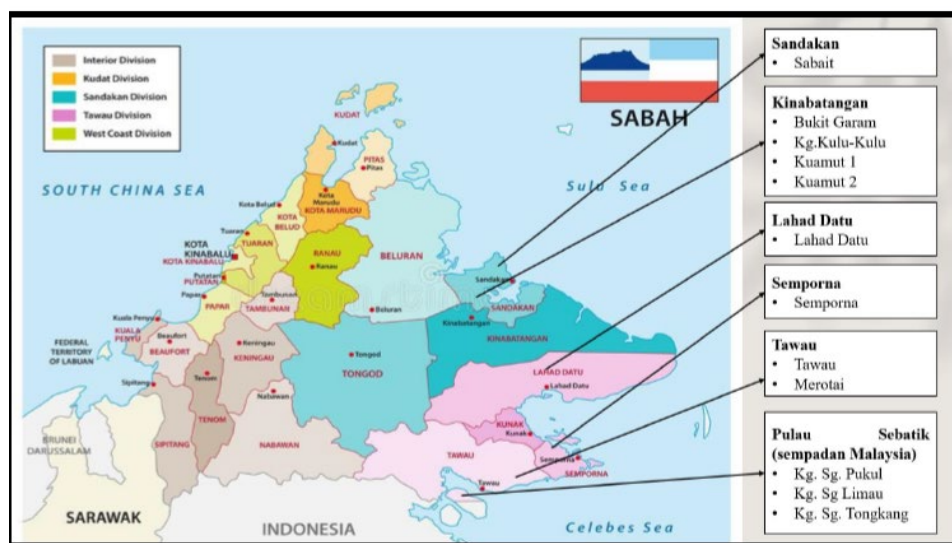 Interior Division
Kudat Division
Sandakan Division
Tawau Division
West Coast Division
SABAH
SOUTH CHINA SEA
Sulu Sea
KUDAT
Kudat
PITAS
Pitas
Kota
Marudu
KOTA MARUDU
Kota Belud
KOTA
BELUD
Tuaran
TUARAN
KOTA
KINABALU
KOTA KINABALU
Putatan
PUTATAN
Papar
PAPAR
RANAU
Ranau
BELURAN
Beluran
Tambunan
TAMBUNAN
Sandakan
SANDAKAN
Kinabatangan
KINABATANGAN
Kuala Penyu
KUALA
PENYU
Beaufort
BEAUFORT
FEDERAL
TERRITORY
OF LABUAN
Keningau
KENINGAU
Tongod
TONGOD
LAHAD DATU
Lahad Datu
Sipitang
SIPITANG
Tenom
TENOM
Nabawan
NABAWAN
KUNAK
Kunak
Semporna
SEMPORNA
TAWAU
Tawau
BRUNEI
DARUSSALAM
SARAWAK
INDONESIA
Celebes Sea
Sandakan
• Sabait
Kinabatangan
• Bukit Garam
• Kg.Kulu-Kulu
• Kuamut 1
• Kuamut 2
Lahad Datu
• Lahad Datu
Semporna
• Semporna
Tawau
• Tawau
• Merotai
Pulau Sebatik
(sempadan Malaysia)
• Kg. Sg. Pukul
• Kg. Sg Limau
• Kg. Sg. Tongkang